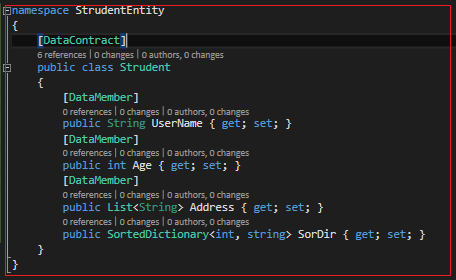 namespace StrudentEntity
{
[DataContract]
6 references | 0 changes | 0 authors, 0 changes
public class Strudent
{
[DataMember]
0 references | 0 changes | 0 authors, 0 changes
public String UserName { get; set; }
[DataMember]
0 references | 0 changes | 0 authors, 0 changes
public int Age { get; set; }
[DataMember]
0 references | 0 changes | 0 authors, 0 changes
public List<String> Address { get; set; }
0 references | 0 changes | 0 authors, 0 changes
public SortedDictionary<int, string> SorDir { get; set; }
}
}